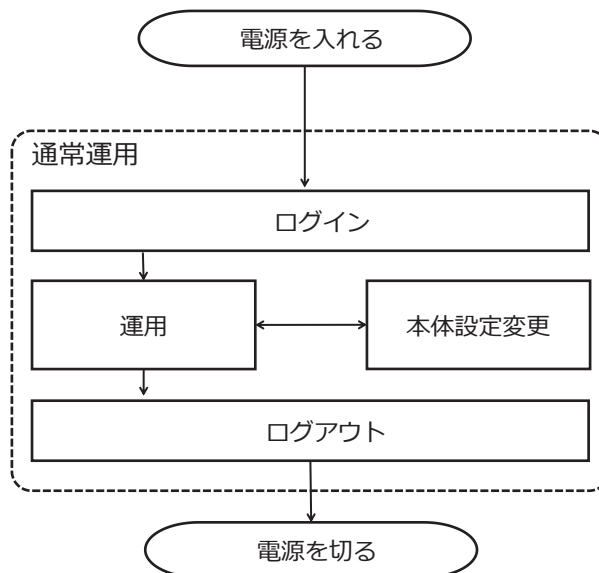 電源を入れる
通常運用
ログイン
運用
本体設定変更
ログアウト
電源を切る